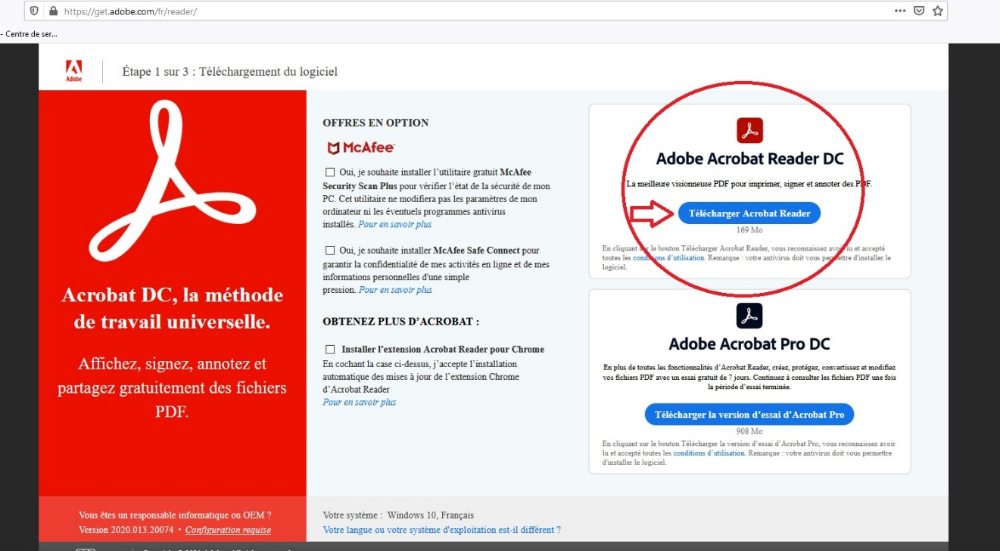 https://get.adobe.com/fr/reader/
- Centre de ser...
Adobe
Étape 1 sur 3 : Téléchargement du logiciel
Acrobat DC, la méthode
de travail universelle.
Affichez, signez, annotez et
partagez gratuitement des fichiers
PDF.
OFFRES EN OPTION
McAfee
Oui, je souhaite installer l’utilitaire gratuit McAfee
Security Scan Plus pour vérifier l’état de la sécurité de mon
PC. Cet utilitaire ne modifiera pas les paramètres de mon
ordinateur ni les éventuels programmes antivirus
installés. Pour en savoir plus
Oui, je souhaite installer McAfee Safe Connect pour
garantir la confidentialité de mes activités en ligne et de mes
informations personnelles d'une simple
pression. Pour en savoir plus
OBTENEZ PLUS D’ACROBAT :
Installer l’extension Acrobat Reader pour Chrome
En cochant la case ci-dessus, j’accepte l’installation
automatique des mises à jour de l’extension Chrome
d’Acrobat Reader
Pour en savoir plus
Adobe Acrobat Reader DC
La meilleure visionneuse PDF pour imprimer, signer et annoter des PDF.
Télécharger Acrobat Reader
169 Mo
En cliquant sur le bouton Télécharger Acrobat Reader, vous reconnaissez avoir lu et accepté
toutes les conditions d’utilisation. Remarque : votre antivirus doit vous permettre d'installer le
logiciel.
Adobe Acrobat Pro DC
En plus de toutes les fonctionnalités d’Acrobat Reader, créez, protégez, convertissez et modifiez
vos fichiers PDF avec un essai gratuit de 7 jours. Continuez à consulter les fichiers PDF une fois
la période d’essai terminée.
Télécharger la version d’essai d’Acrobat Pro
908 Mo
En cliquant sur le bouton Télécharger la version d’essai d’Acrobat Pro, vous reconnaissez avoir
lu et accepté toutes les conditions d’utilisation. Remarque : votre antivirus doit vous permettre
d'installer le logiciel.
Vous êtes un responsable informatique ou OEM ?
Version 2020.013.20074 • Configuration requise
Votre système : Windows 10, Français
Votre langue ou votre système d'exploitation est-il différent ?